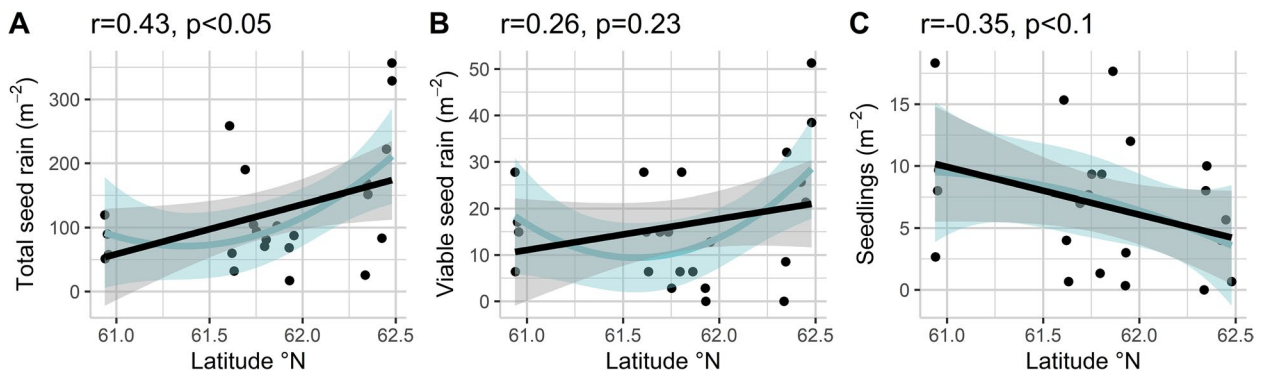 A r=0.43, p<0.05
Total seed rain (m⁻²)
300
200
100
0
61.0 61.5 62.0 62.5
Latitude °N
B r=0.26, p=0.23
Viable seed rain (m⁻²)
50
40
30
20
10
0
61.0 61.5 62.0 62.5
Latitude °N
C r=-0.35, p<0.1
Seedlings (m⁻²)
15
10
5
0
61.0 61.5 62.0 62.5
Latitude °N